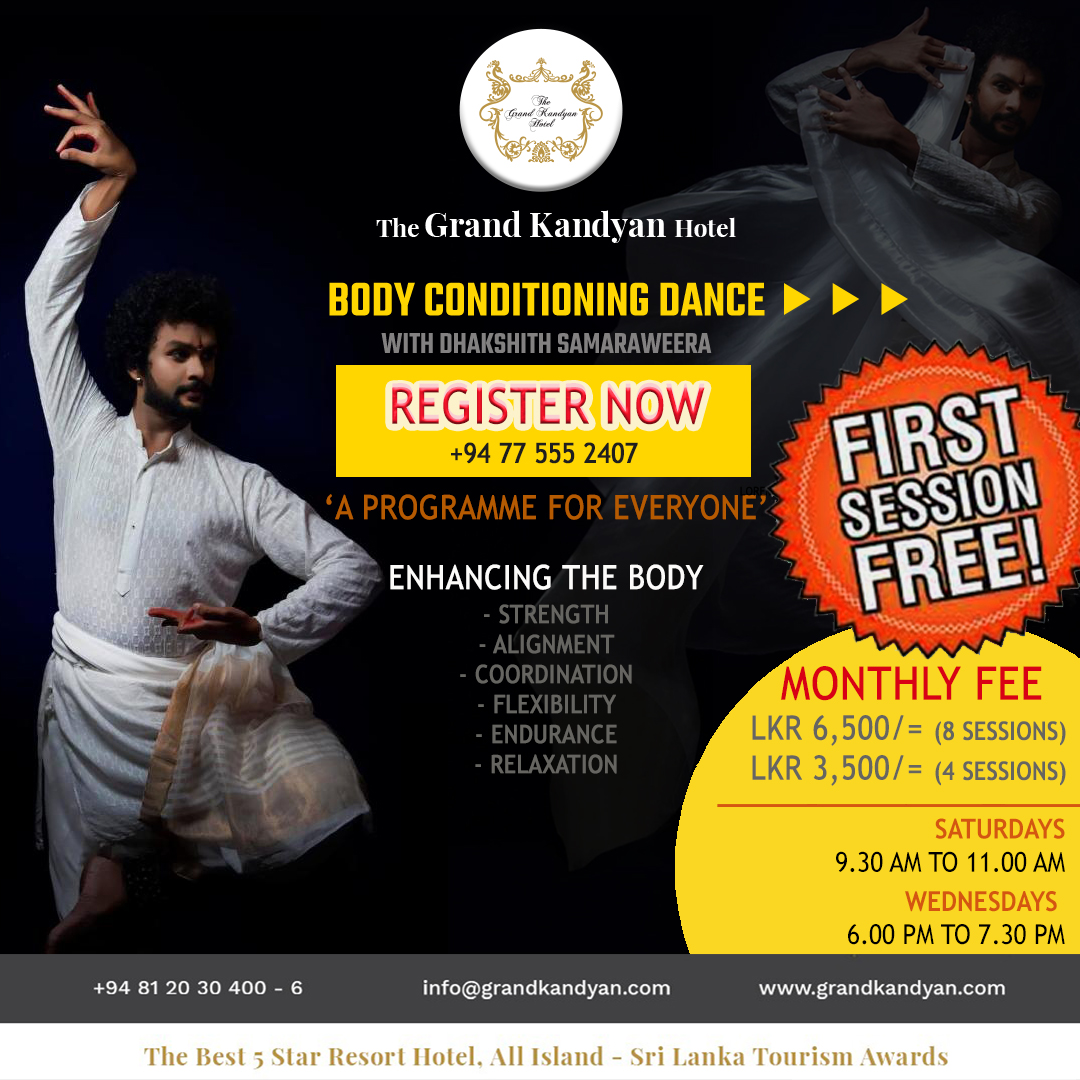 The
Grand Kandyan
Hotel
The Grand Kandyan Hotel
BODY CONDITIONING DANCE
WITH DHAKSHITH SAMARAWEERA
REGISTER NOW
+94 77 555 2407
‘A PROGRAMME FOR EVERYONE’
FIRST
SESSION
FREE!
ENHANCING THE BODY
- STRENGTH
- ALIGNMENT
- COORDINATION
- FLEXIBILITY
- ENDURANCE
- RELAXATION
MONTHLY FEE
LKR 6,500/= (8 SESSIONS)
LKR 3,500/= (4 SESSIONS)
SATURDAYS
9.30 AM TO 11.00 AM
WEDNESDAYS
6.00 PM TO 7.30 PM
+94 81 20 30 400 - 6
info@grandkandyan.com
www.grandkandyan.com
The Best 5 Star Resort Hotel, All Island - Sri Lanka Tourism Awards